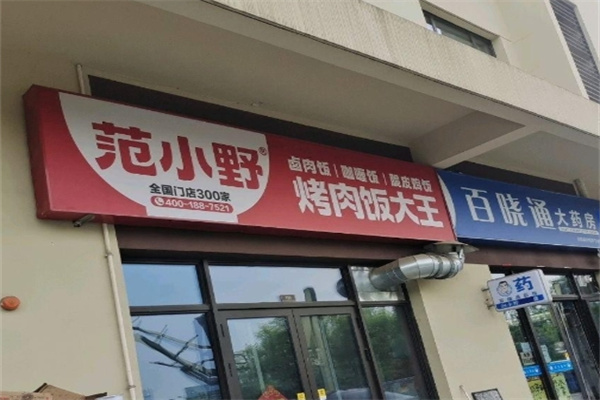 范小野®
全国门店300家
400-188-7521
卤肉饭 | 咖喱饭 | 脆皮鸡饭
烤肉饭大王
百晓通大药房
药